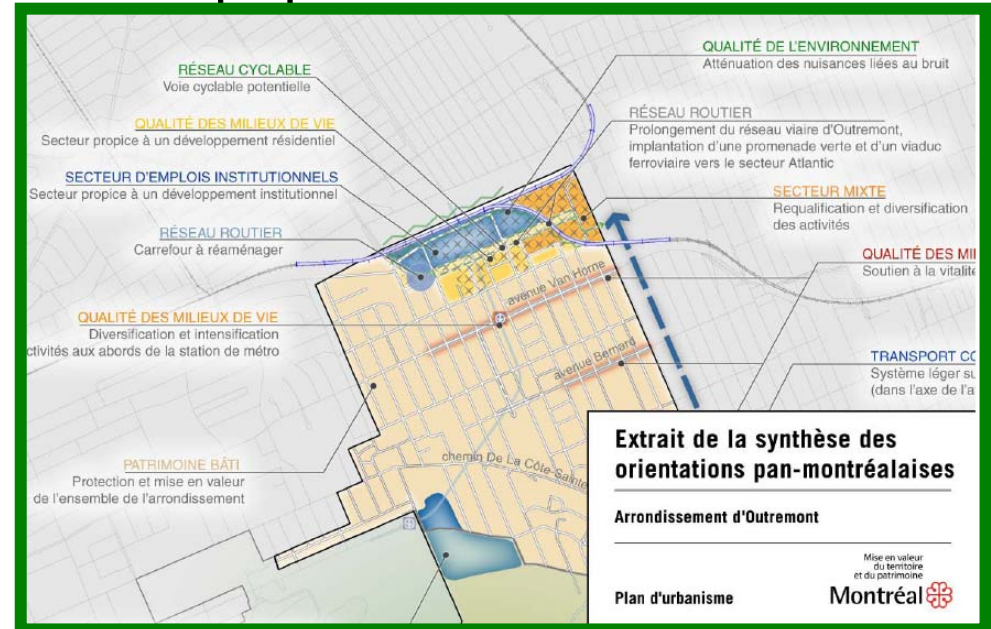 RÉSEAU CYCLABLE
Voie cyclable potentielle
QUALITÉ DES MILIEUX DE VIE
Secteur propice à un développement résidentiel
SECTEUR D'EMPLOIS INSTITUTIONNELS
Secteur propice à un développement institutionnel
RÉSEAU ROUTIER
Carrefour à réaménager
QUALITÉ DES MILIEUX DE VIE
Diversification et intensification
ctivités aux abords de la station de métro
PATRIMOINE BÂTI
Protection et mise en valeur
de l'ensemble de l'arrondissement
QUALITÉ DE L'ENVIRONNEMENT
Atténuation des nuisances liées au bruit
RÉSEAU ROUTIER
Prolongement du réseau viaire d'Outremont,
implantation d'une promenade verte et d'un viaduc
ferroviaire vers le secteur Atlantic
SECTEUR MIXTE
Requalification et diversification
des activités
QUALITÉ DES MI
Soutien à la vitalité
TRANSPORT CO
Système léger su
(dans l'axe de l'a
avenue Van Horne
avenue Bernard
chemin De La Côte-Sainte
Extrait de la synthèse des
orientations pan-montréalaises
Arrondissement d'Outremont
Plan d'urbanisme
Mise en valeur
du territoire
et du patrimoine
Montréal